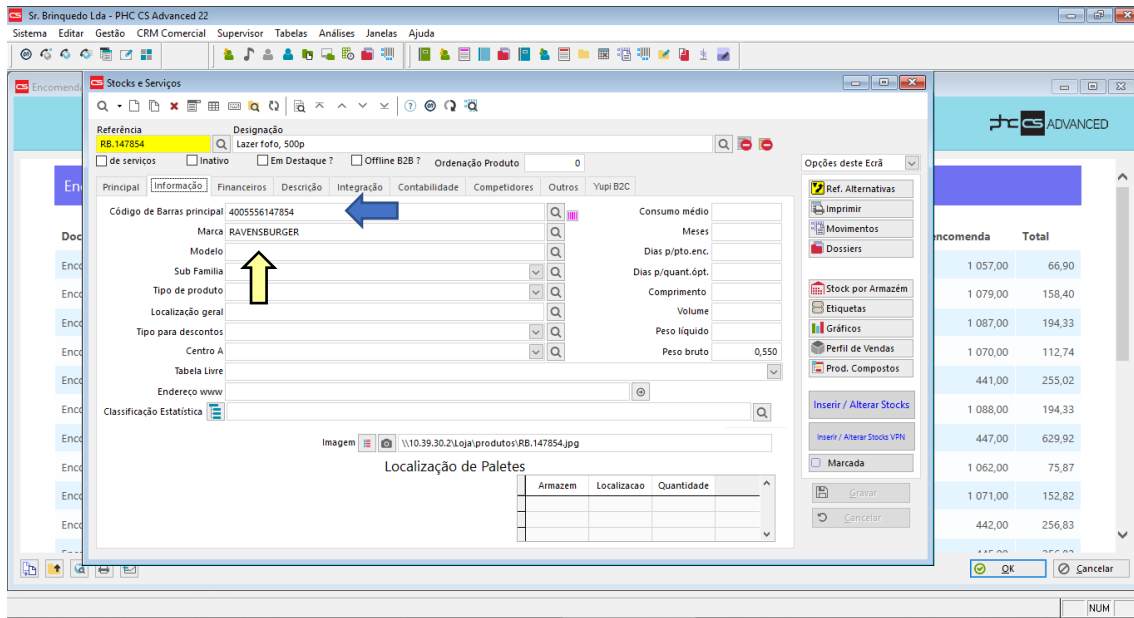 Sr. Brinquedo Lda - PHC CS Advanced 22
Sistema Editar Gestão CRM Comercial Supervisor Tabelas Análises Janelas Ajuda
Stocks e Serviços
ADVANCED
Referência Designação
RB.147854 Lazer fofo, 500p
de serviços Inativo Em Destaque ? Offline B2B ? Ordenação Produto 0
Opções deste Ecrã
Principal Informação Financeiros Descrição Integração Contabilidade Competidores Outros Yupi B2C
Código de Barras principal 4005556147854
Marca RAVENSBURGER
Modelo
Sub Familia
Tipo de produto
Localização geral
Tipo para descontos
Centro A
Tabela Livre
Endereço www
Classificação Estatística
Consumo médio
Meses
Dias p/pto.enc.
Dias p/quant.ópt.
Comprimento
Volume
Peso líquido
Peso bruto 0,550
Imagem \\10.39.30.2\Loja\produtos\RB.147854.jpg
Localização de Paletes
Armazem Localizacao Quantidade
Ref. Alternativas
Imprimir
Movimentos
Dossiers
Stock por Armazém
Etiquetas
Gráficos
Perfil de Vendas
Prod. Compostos
Inserir / Alterar Stocks
Inserir / Alterar Stocks VPN
Marcada
Gravar
Cancelar
Total
1 057,00 66,90
1 079,00 158,40
1 087,00 194,33
1 070,00 112,74
441,00 255,02
1 088,00 194,33
447,00 629,92
1 062,00 75,87
1 071,00 152,82
442,00 256,83
OK Cancelar
NUM